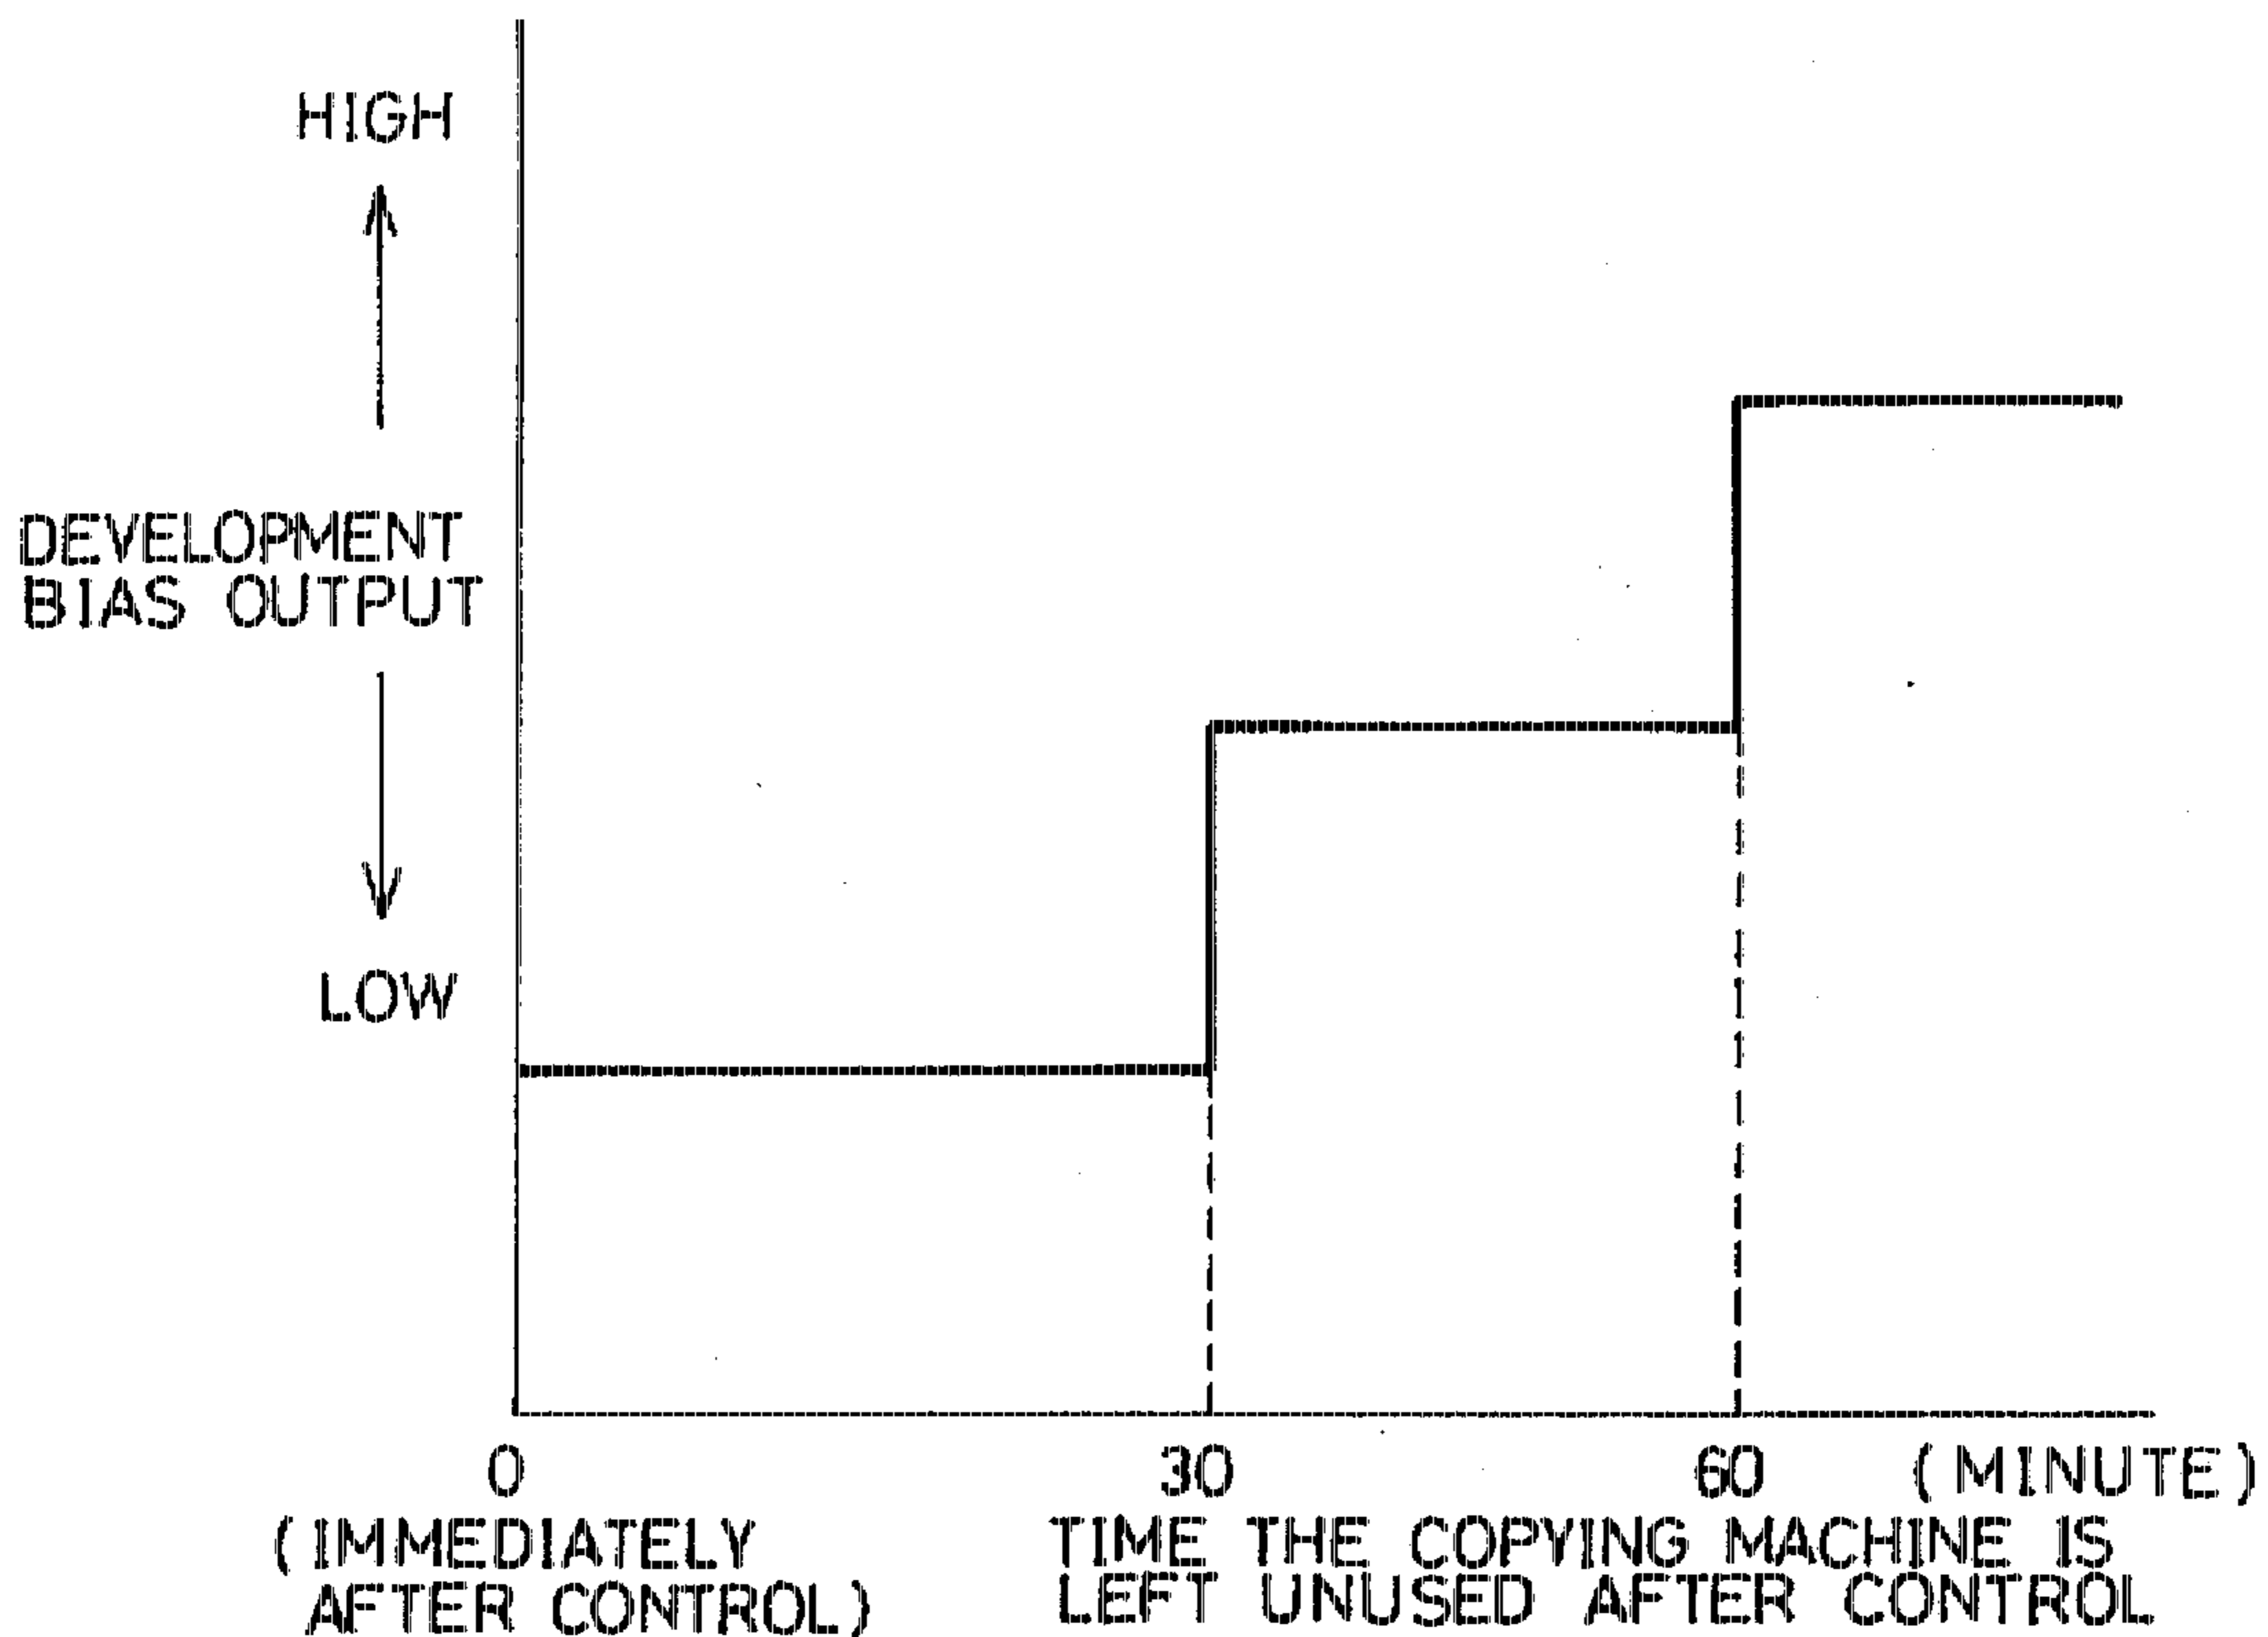 HIGH
DEVELOPMENT
BIAS OUTPUT
LOW
0 30 60 (MINUTE)
(IMMEDIATELY
AFTER CONTROL)
TIME THE COPYING MACHINE IS
LEFT UNUSED AFTER CONTROL